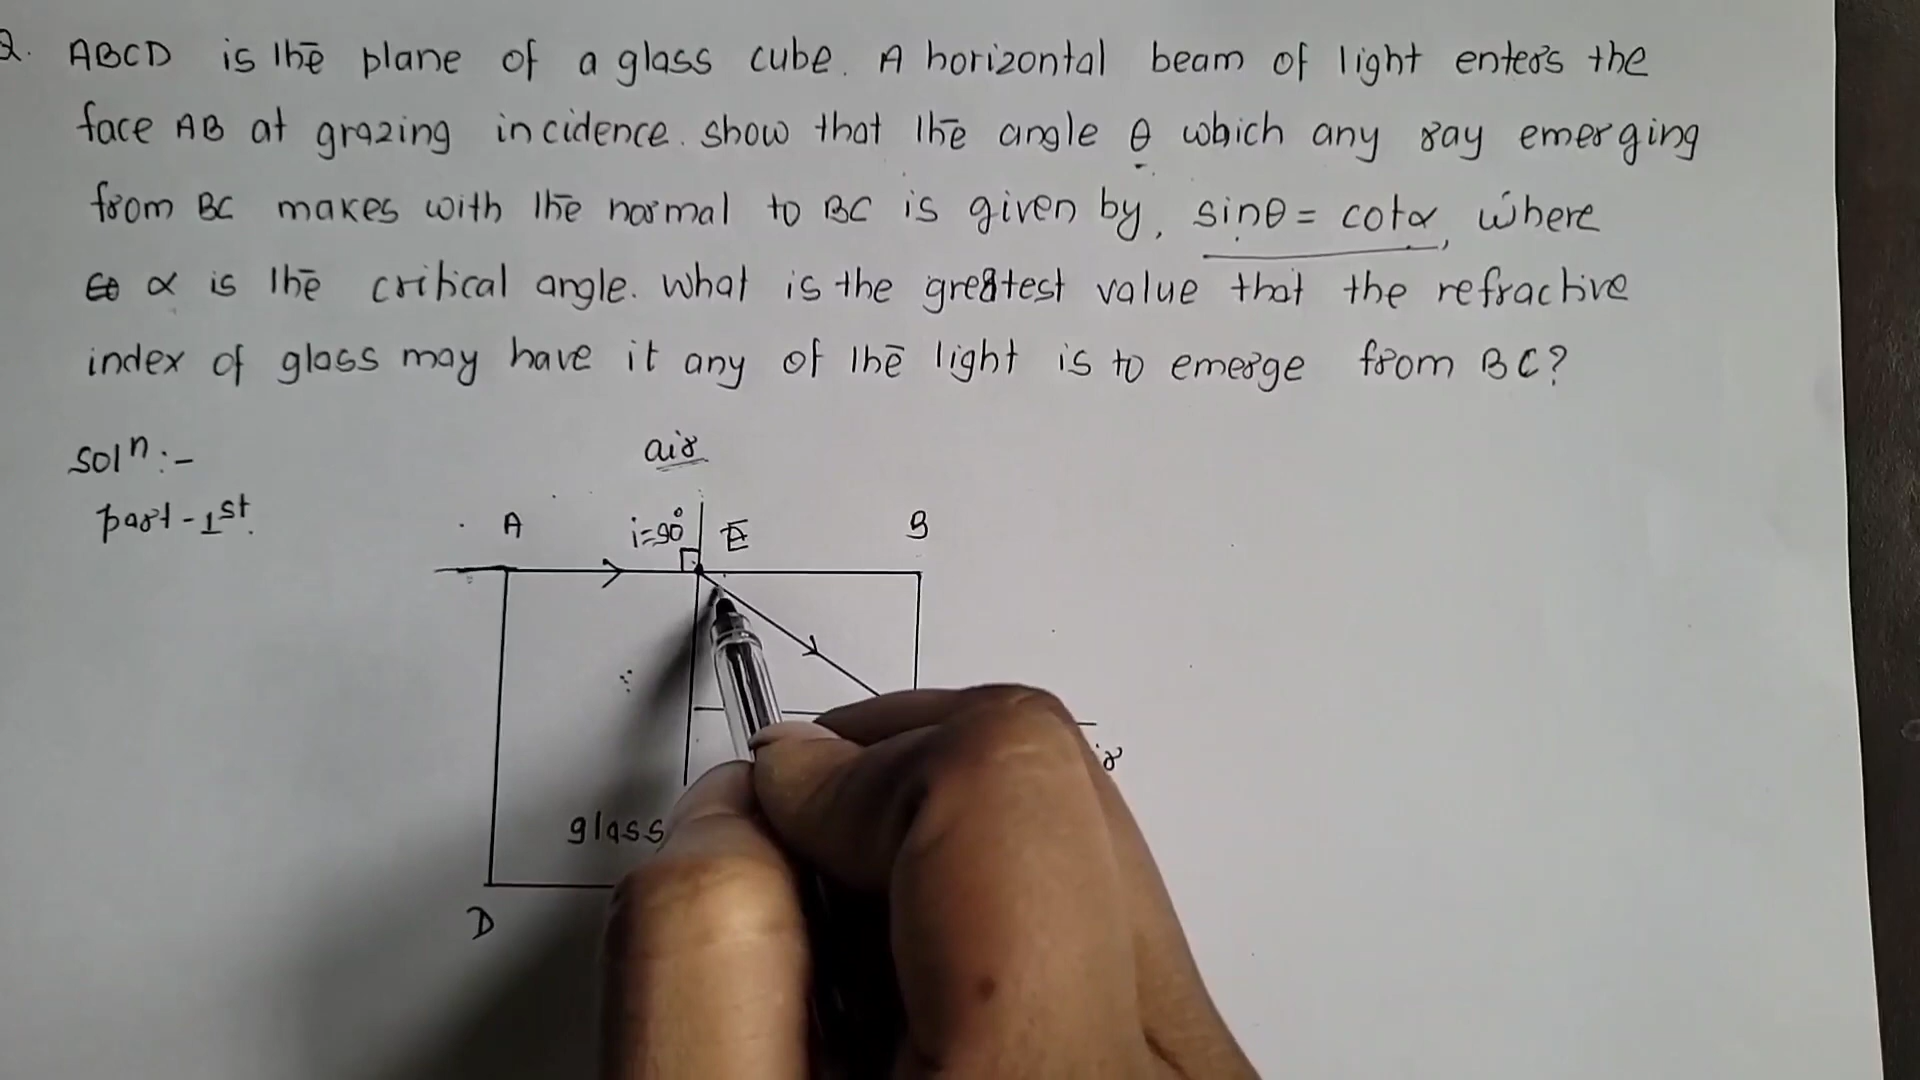 2. ABCD is the plane of a glass cube. A horizontal beam of light enters the
face AB at grazing incidence. show that the angle θ which any ray emerging
from BC makes with the normal to BC is given by, sinθ = cotα, where
α is the critical angle. what is the greatest value that the refractive
index of glass may have it any of the light is to emerge from BC?
Solⁿ:-
air
part-1st.
A i=90° E B
glass
D